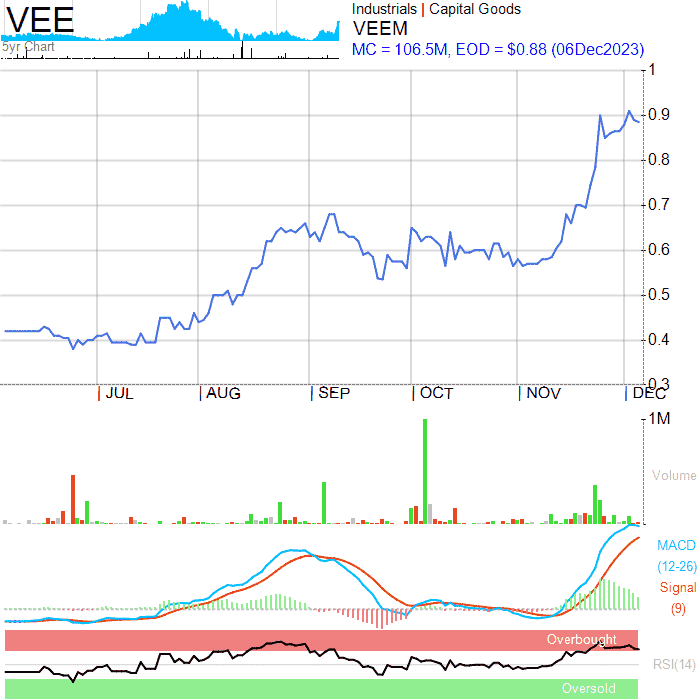 VEE
5yr Chart
Industrials | Capital Goods
VEEM
MC = 106.5M, EOD = $0.88 (06Dec2023)
1
0.9
0.8
0.7
0.6
0.5
0.4
0.3
| JUL | AUG | SEP | OCT | NOV | DEC
1M
Volume
MACD
(12-26)
Signal
(9)
Overbought
RSI(14)
Oversold